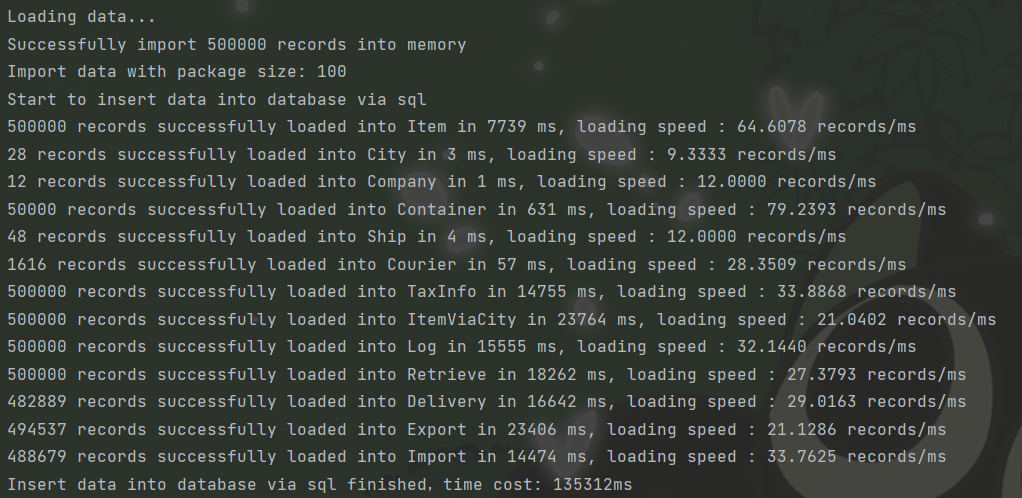 Loading data...
Successfully import 500000 records into memory
Import data with package size: 100
Start to insert data into database via sql
500000 records successfully loaded into Item in 7739 ms, loading speed : 64.6078 records/ms
28 records successfully loaded into City in 3 ms, loading speed : 9.3333 records/ms
12 records successfully loaded into Company in 1 ms, loading speed : 12.0000 records/ms
50000 records successfully loaded into Container in 631 ms, loading speed : 79.2393 records/ms
48 records successfully loaded into Ship in 4 ms, loading speed : 12.0000 records/ms
1616 records successfully loaded into Courier in 57 ms, loading speed : 28.3509 records/ms
500000 records successfully loaded into TaxInfo in 14755 ms, loading speed : 33.8868 records/ms
500000 records successfully loaded into ItemViaCity in 23764 ms, loading speed : 21.0402 records/ms
500000 records successfully loaded into Log in 15555 ms, loading speed : 32.1440 records/ms
500000 records successfully loaded into Retrieve in 18262 ms, loading speed : 27.3793 records/ms
482889 records successfully loaded into Delivery in 16642 ms, loading speed : 29.0163 records/ms
494537 records successfully loaded into Export in 23406 ms, loading speed : 21.1286 records/ms
488679 records successfully loaded into Import in 14474 ms, loading speed : 33.7625 records/ms
Insert data into database via sql finished, time cost: 135312ms